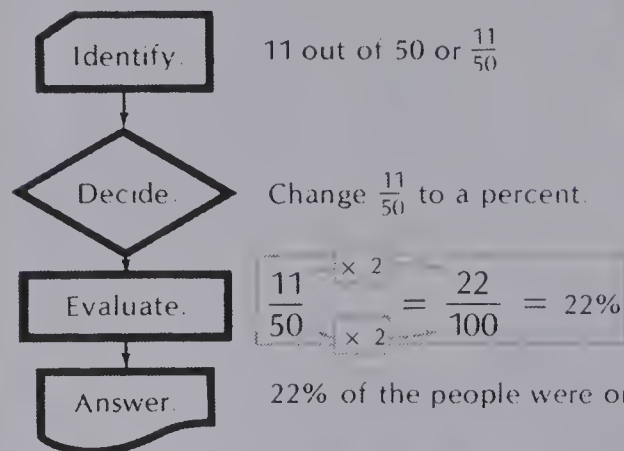 Identify. 11 out of 50 or 11/50
Decide. Change 11/50 to a percent.
Evaluate. 11/50 × 2 × 2 = 22/100 = 22%
Answer. 22% of the people were